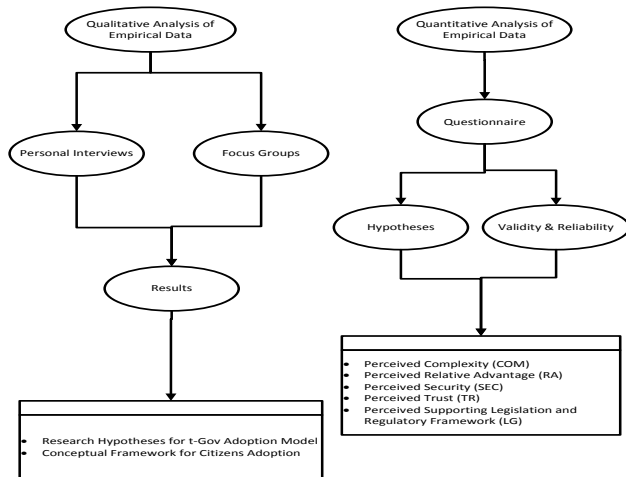 Qualitative Analysis of
Empirical Data
Personal Interviews
Focus Groups
Results
• Research Hypotheses for t-Gov Adoption Model
• Conceptual Framework for Citizens Adoption
Quantitative Analysis of
Empirical Data
Questionnaire
Hypotheses
Validity & Reliability
• Perceived Complexity (COM)
• Perceived Relative Advantage (RA)
• Perceived Security (SEC)
• Perceived Trust (TR)
• Perceived Supporting Legislation and
Regulatory Framework (LG)